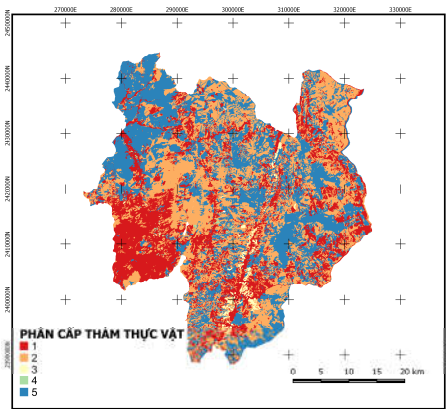 270000E 280000E 290000E 300000E 310000E 320000E 330000E
2450000N
2440000N
2430000N
2420000N
2410000N
2400000N
2390000N
PHÂN CẤP THẢM THỰC VẬT
1
2
3
4
5
0 5 10 15 20 km